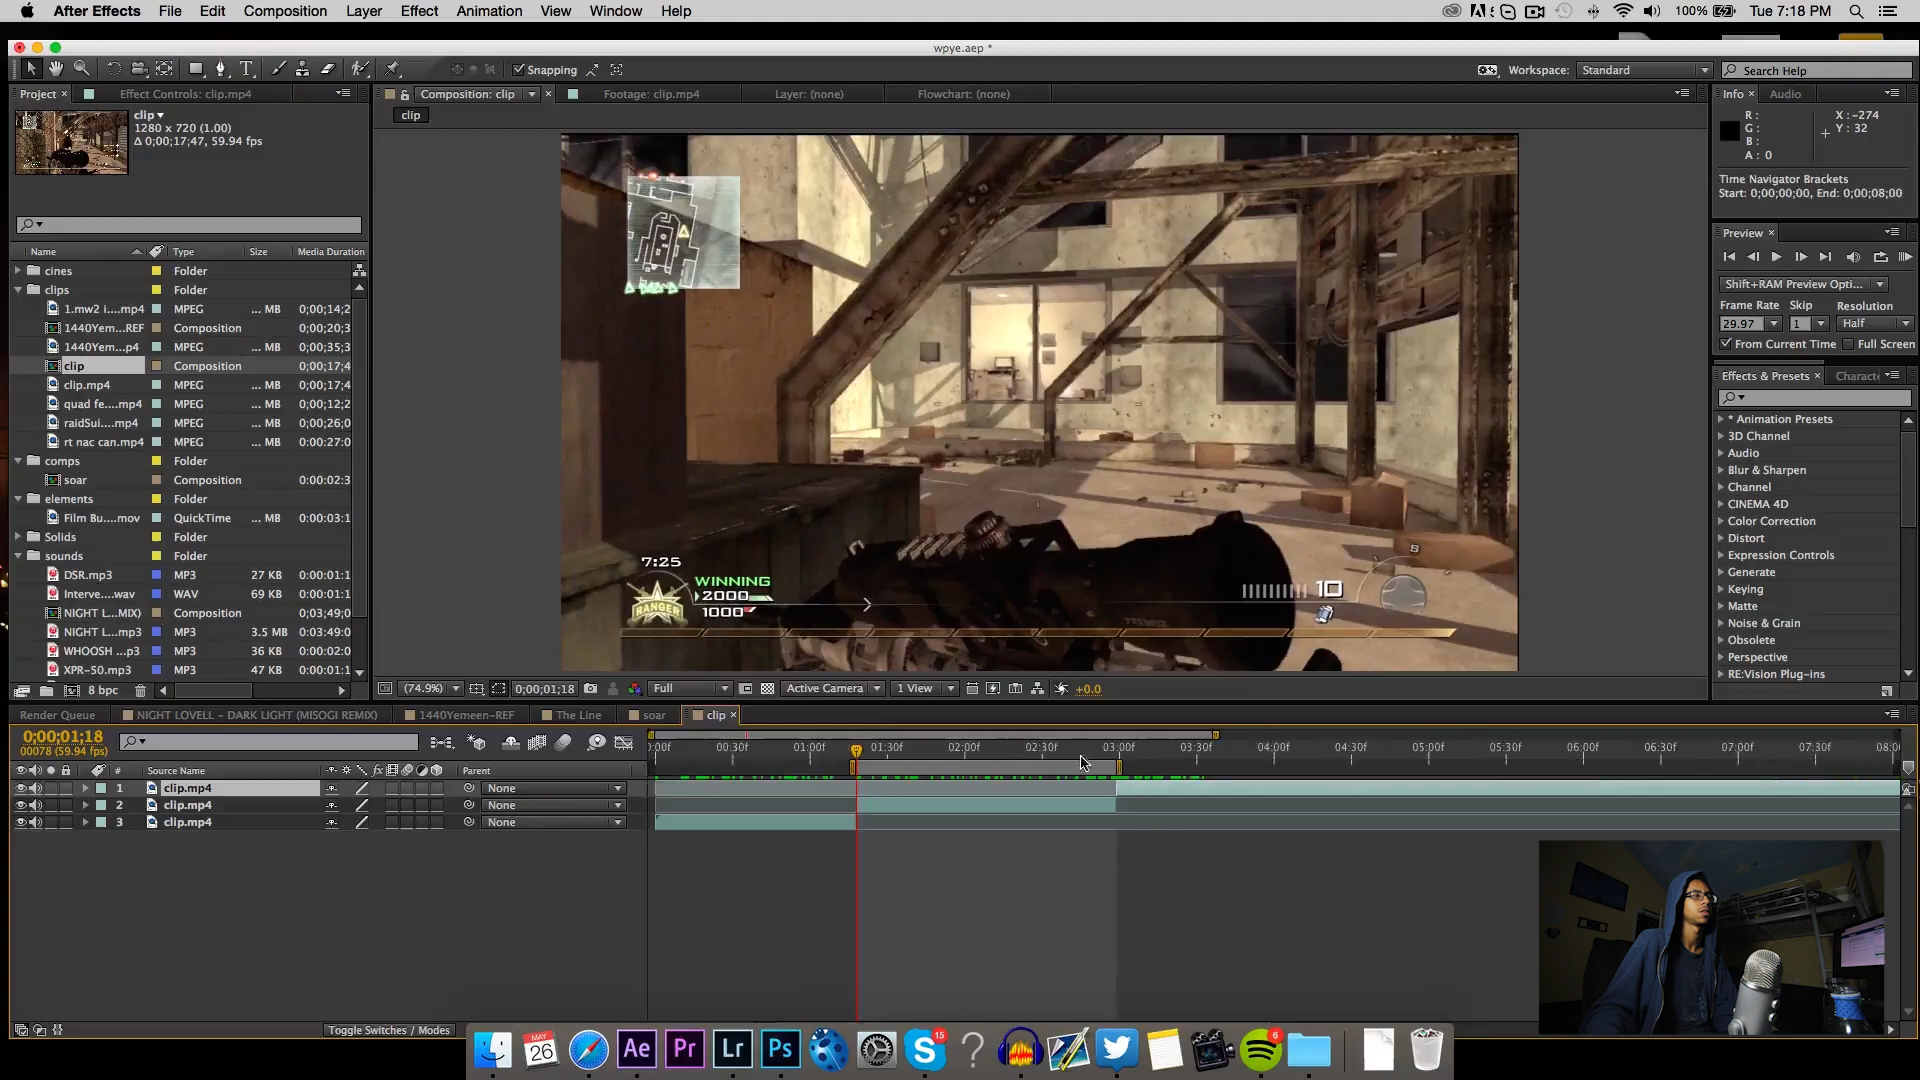 After Effects File Edit Composition Layer Effect Animation View Window Help 100% Tue 7:18 PM
wpye.aep *
Snapping Workspace: Standard Search Help
Project Effect Controls: clip.mp4 Composition: clip Footage: clip.mp4 Layer: (none) Flowchart: (none) Info Audio
clip
1280 x 720 (1.00)
Δ 0;00;17;47, 59.94 fps
clip
R :
G :
B :
A : 0
X : -274
Y : 32
Time Navigator Brackets
Start: 0;00;00;00, End: 0;00;08;00
Preview
Shift+RAM Preview Opti...
Frame Rate Skip Resolution
29.97 1 Half
From Current Time Full Screen
Effects & Presets Characte
* Animation Presets
3D Channel
Audio
Blur & Sharpen
Channel
CINEMA 4D
Color Correction
Distort
Expression Controls
Generate
Keying
Matte
Noise & Grain
Obsolete
Perspective
RE:Vision Plug-ins
Name Type Size Media Duration
cines Folder
clips Folder
1.mw2 i....mp4 MPEG ... MB 0;00;14;2
1440Yem...REF Composition 0;00;20;3
1440Yem...p4 MPEG ... MB 0;00;35;3
clip Composition 0;00;17;4
clip.mp4 MPEG ... MB 0;00;17;4
quad fe....mp4 MPEG ... MB 0;00;12;2
raidSui....mp4 MPEG ... MB 0;00;26;0
rt nac can.mp4 MPEG ... MB 0:00:27:0
comps Folder
soar Composition 0:00:02:3
elements Folder
Film Bu....mov QuickTime ... MB 0:00:03:1
Solids Folder
sounds Folder
DSR.mp3 MP3 27 KB 0:00:01:1
Interve....wav WAV 69 KB 0:00:01:1
NIGHT L...MIX) Composition 0;03;49;0
NIGHT L...mp3 MP3 3.5 MB 0:03:49:0
WHOOSH ...p3 MP3 36 KB 0:00:02:0
XPR-50.mp3 MP3 47 KB 0:00:01:1
8 bpc
7:25
WINNING
2000
1000
RANGER
10
S
(74.9%) 0;00;01;18 Full Active Camera 1 View +0.0
Render Queue NIGHT LOVELL - DARK LIGHT (MISOGI REMIX) 1440Yemeen-REF The Line soar clip
0;00;01;18
00078 (59.94 fps)
:00f 00:30f 01:00f 01:30f 02:00f 02:30f 03:00f 03:30f 04:00f 04:30f 05:00f 05:30f 06:00f 06:30f 07:00f 07:30f 08:0
# Source Name fx Parent
1 clip.mp4 None
2 clip.mp4 None
3 clip.mp4 None
Toggle Switches / Modes
MAY
26
Ae Pr Lr Ps S 15 ? 6